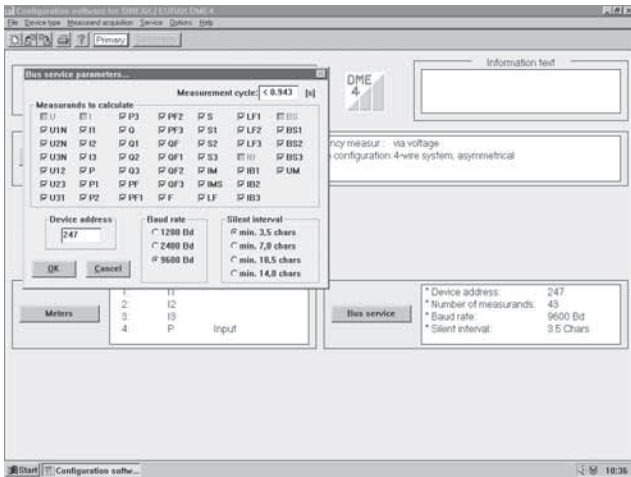 Configuration software for SINEAX / EURAX DME4
File Device type Measurand acquisition Service Options Help
Primary
Information text
Bus service parameters...
DME
4
Measurement cycle: < 0.943 [s]
Measurands to calculate
U I P3 PF2 S LF1 BS
U1N I1 Q PF3 S1 LF2 BS1
U2N I2 Q1 QF S2 LF3 BS2
U3N I3 Q2 QF1 S3 IB BS3
U12 P Q3 QF2 IM IB1 UM
U23 P1 PF QF3 IMS IB2
U31 P2 PF1 F LF IB3
ncy measur : via voltage
configuration: 4-wire system, asymmetrical
Device address
247
Baud rate
1200 Bd
2400 Bd
9600 Bd
Silent interval
min. 3,5 chars
min. 7,0 chars
min. 10,5 chars
min. 14,0 chars
OK Cancel
Meters
1: I1
2: I2
3: I3
4: P Input
Bus service
* Device address: 247
* Number of measurands: 43
* Baud rate: 9600 Bd
* Silent interval: 3.5 Chars
Start Configuration softw... 10:36